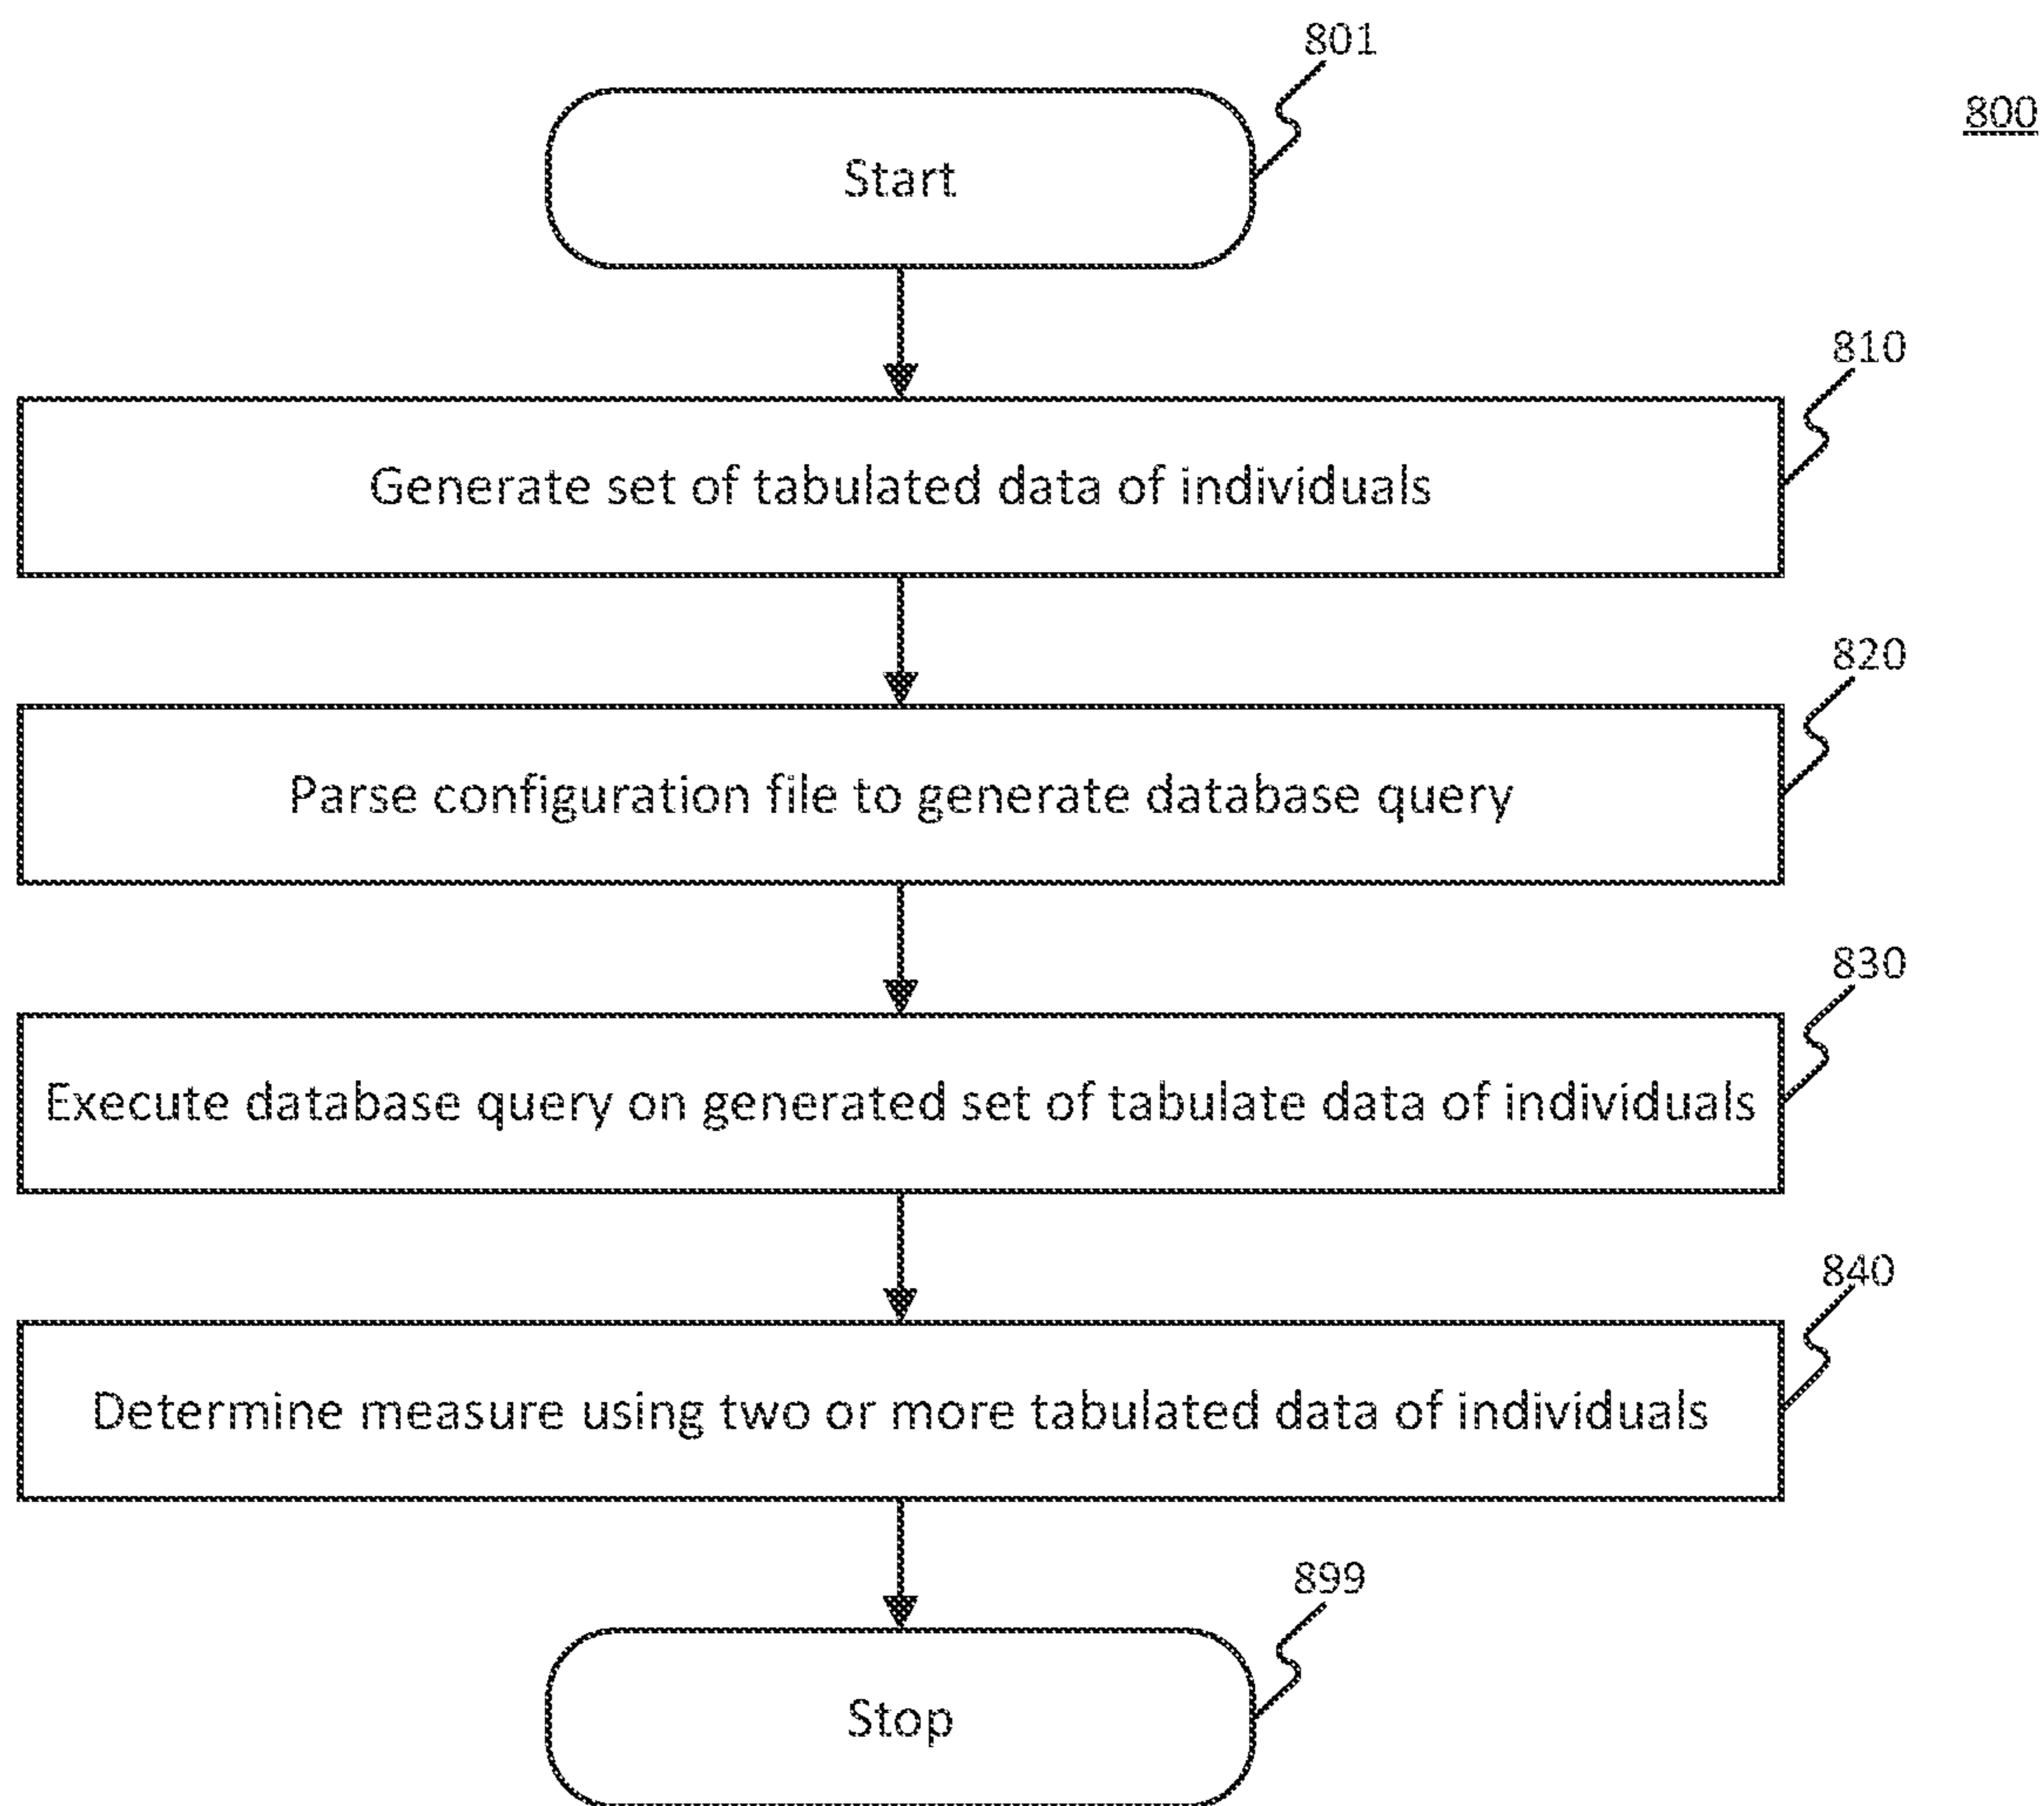 801
800
Start
810
Generate set of tabulated data of individuals
820
Parse configuration file to generate database query
830
Execute database query on generated set of tabulate data of individuals
840
Determine measure using two or more tabulated data of individuals
899
Stop